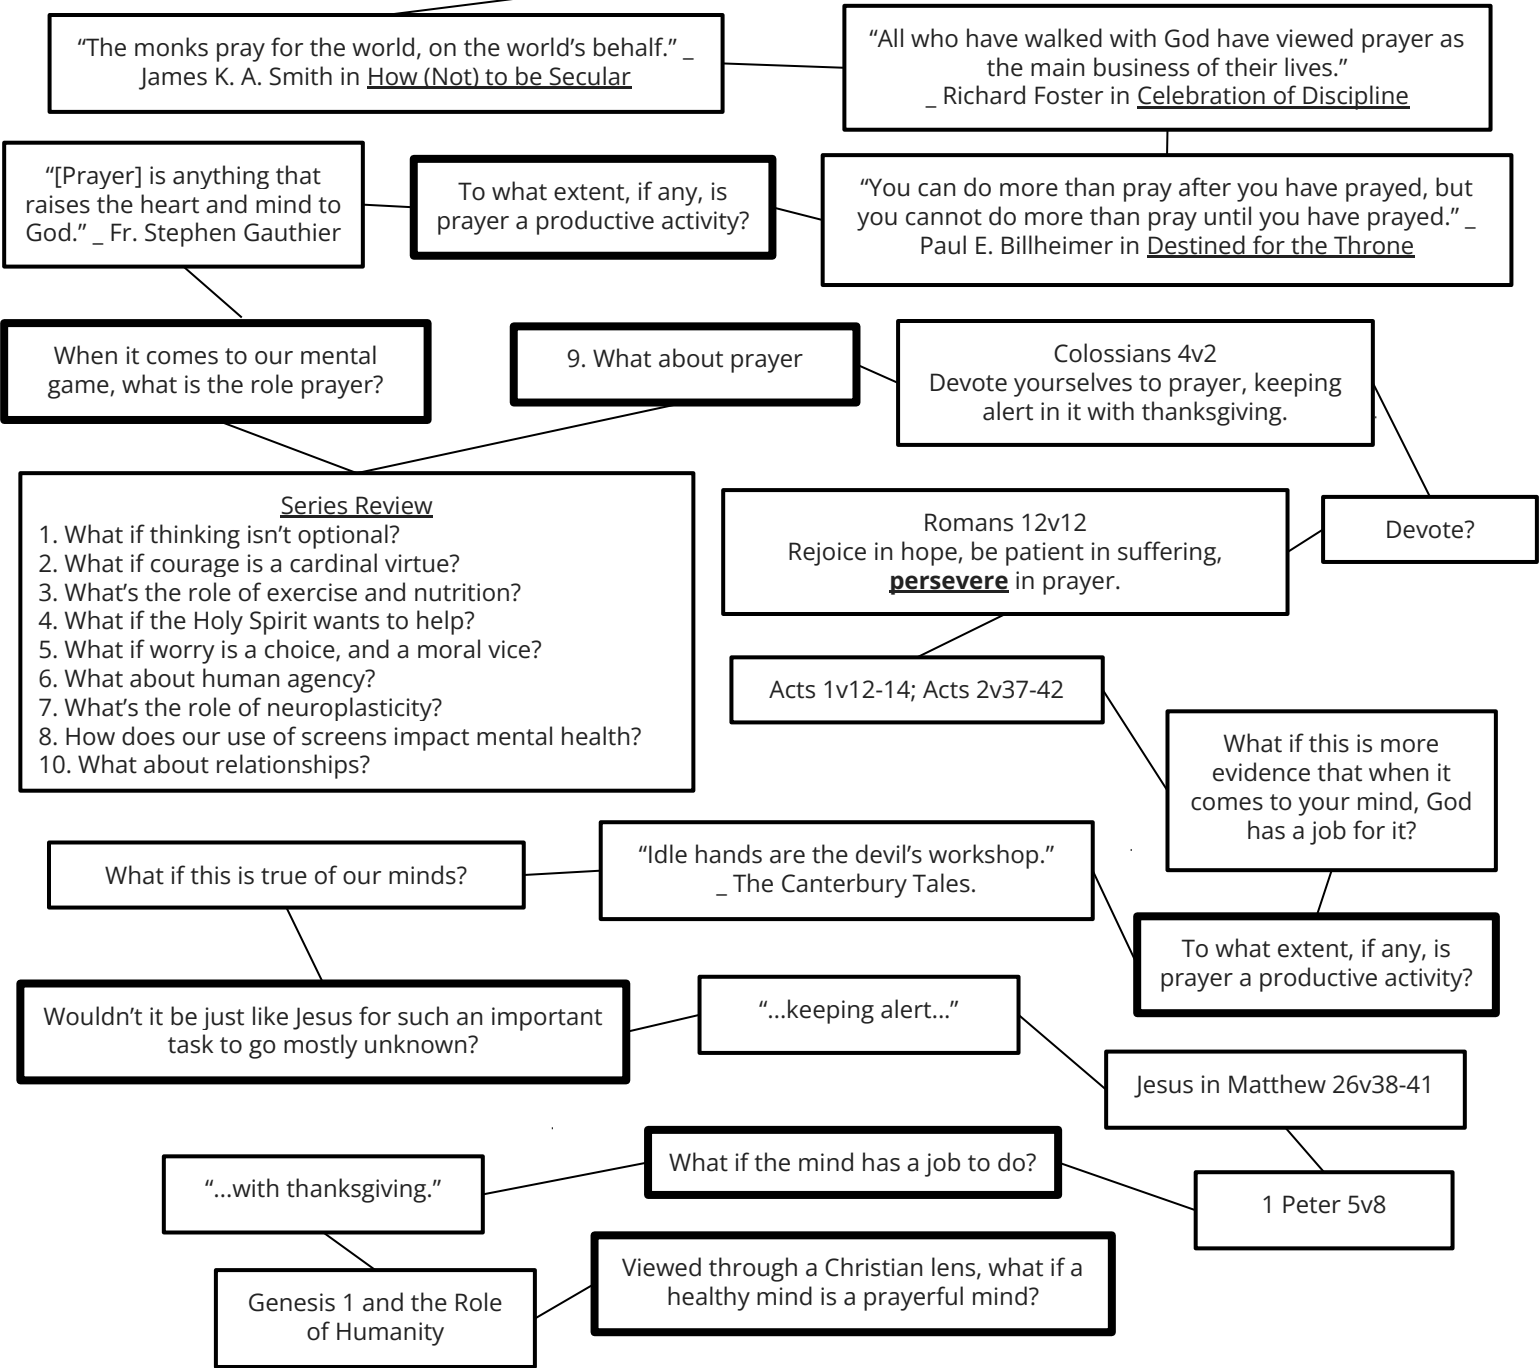 “The monks pray for the world, on the world’s behalf.” _
James K. A. Smith in How (Not) to be Secular
“All who have walked with God have viewed prayer as
the main business of their lives.”
_ Richard Foster in Celebration of Discipline
“You can do more than pray after you have prayed, but
you cannot do more than pray until you have prayed.” _
Paul E. Billheimer in Destined for the Throne
To what extent, if any, is
prayer a productive activity?
“[Prayer] is anything that
raises the heart and mind to
God.” _ Fr. Stephen Gauthier
When it comes to our mental
game, what is the role prayer?
Series Review
1. What if thinking isn’t optional?
2. What if courage is a cardinal virtue?
3. What’s the role of exercise and nutrition?
4. What if the Holy Spirit wants to help?
5. What if worry is a choice, and a moral vice?
6. What about human agency?
7. What’s the role of neuroplasticity?
8. How does our use of screens impact mental health?
10. What about relationships?
9. What about prayer
Colossians 4v2
Devote yourselves to prayer, keeping
alert in it with thanksgiving.
Devote?
Romans 12v12
Rejoice in hope, be patient in suffering,
persevere in prayer.
Acts 1v12-14; Acts 2v37-42
What if this is more
evidence that when it
comes to your mind, God
has a job for it?
To what extent, if any, is
prayer a productive activity?
“Idle hands are the devil’s workshop.”
_ The Canterbury Tales.
What if this is true of our minds?
Wouldn’t it be just like Jesus for such an important
task to go mostly unknown?
“...keeping alert...”
Jesus in Matthew 26v38-41
1 Peter 5v8
What if the mind has a job to do?
“...with thanksgiving.”
Genesis 1 and the Role
of Humanity
Viewed through a Christian lens, what if a
healthy mind is a prayerful mind?